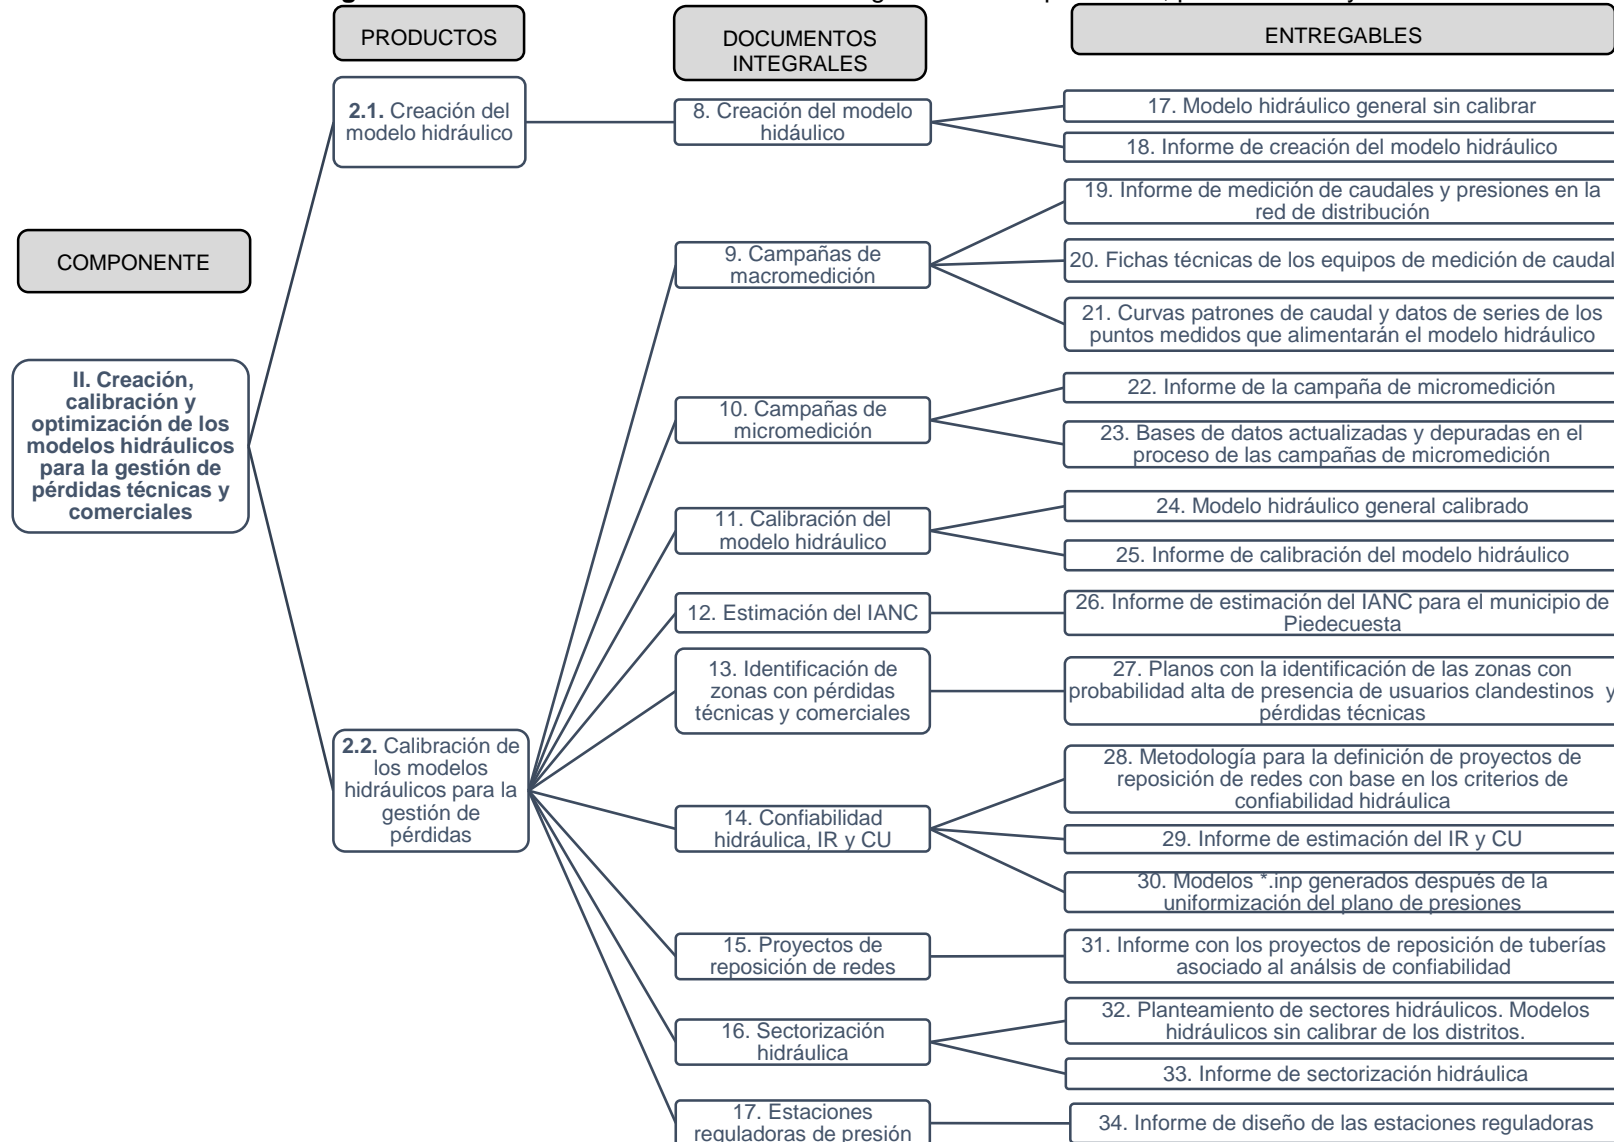 PRODUCTOS
DOCUMENTOS
INTEGRALES
ENTREGABLES
COMPONENTE
II. Creación,
calibración y
optimización de los
modelos hidráulicos
para la gestión de
pérdidas técnicas y
comerciales
2.1. Creación del
modelo hidráulico
8. Creación del modelo
hidáulico
17. Modelo hidráulico general sin calibrar
18. Informe de creación del modelo hidráulico
2.2. Calibración de
los modelos
hidráulicos para la
gestión de
pérdidas
9. Campañas de
macromedición
19. Informe de medición de caudales y presiones en la
red de distribución
20. Fichas técnicas de los equipos de medición de caudal
21. Curvas patrones de caudal y datos de series de los
puntos medidos que alimentarán el modelo hidráulico
10. Campañas de
micromedición
22. Informe de la campaña de micromedición
23. Bases de datos actualizadas y depuradas en el
proceso de las campañas de micromedición
11. Calibración del
modelo hidráulico
24. Modelo hidráulico general calibrado
25. Informe de calibración del modelo hidráulico
12. Estimación del IANC
26. Informe de estimación del IANC para el municipio de
Piedecuesta
13. Identificación de
zonas con pérdidas
técnicas y comerciales
27. Planos con la identificación de las zonas con
probabilidad alta de presencia de usuarios clandestinos y
pérdidas técnicas
14. Confiabilidad
hidráulica, IR y CU
28. Metodología para la definición de proyectos de
reposición de redes con base en los criterios de
confiabilidad hidráulica
29. Informe de estimación del IR y CU
30. Modelos *.inp generados después de la
uniformización del plano de presiones
15. Proyectos de
reposición de redes
31. Informe con los proyectos de reposición de tuberías
asociado al análsis de confiabilidad
16. Sectorización
hidráulica
32. Planteamiento de sectores hidráulicos. Modelos
hidráulicos sin calibrar de los distritos.
33. Informe de sectorización hidráulica
17. Estaciones
reguladoras de presión
34. Informe de diseño de las estaciones reguladoras